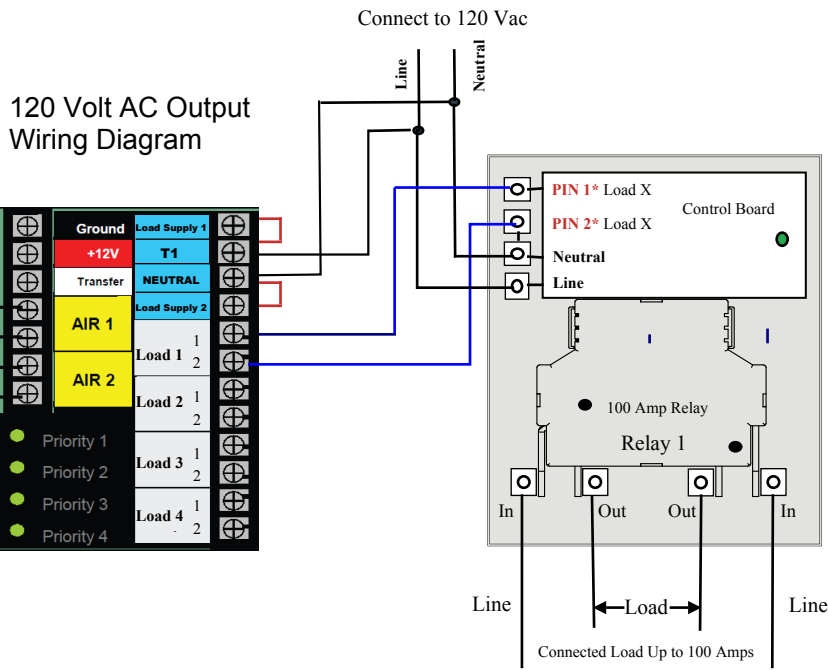 Connect to 120 Vac
Line
Neutral
120 Volt AC Output
Wiring Diagram
Ground
Load Supply 1
+12V
T1
Transfer
NEUTRAL
Load Supply 2
AIR 1
AIR 2
Load 1 1
2
Load 2 1
2
Load 3 1
2
Load 4 1
2
Priority 1
Priority 2
Priority 3
Priority 4
PIN 1* Load X
PIN 2* Load X
Neutral
Line
Control Board
100 Amp Relay
Relay 1
In
Out
Out
In
Line
Load
Line
Connected Load Up to 100 Amps